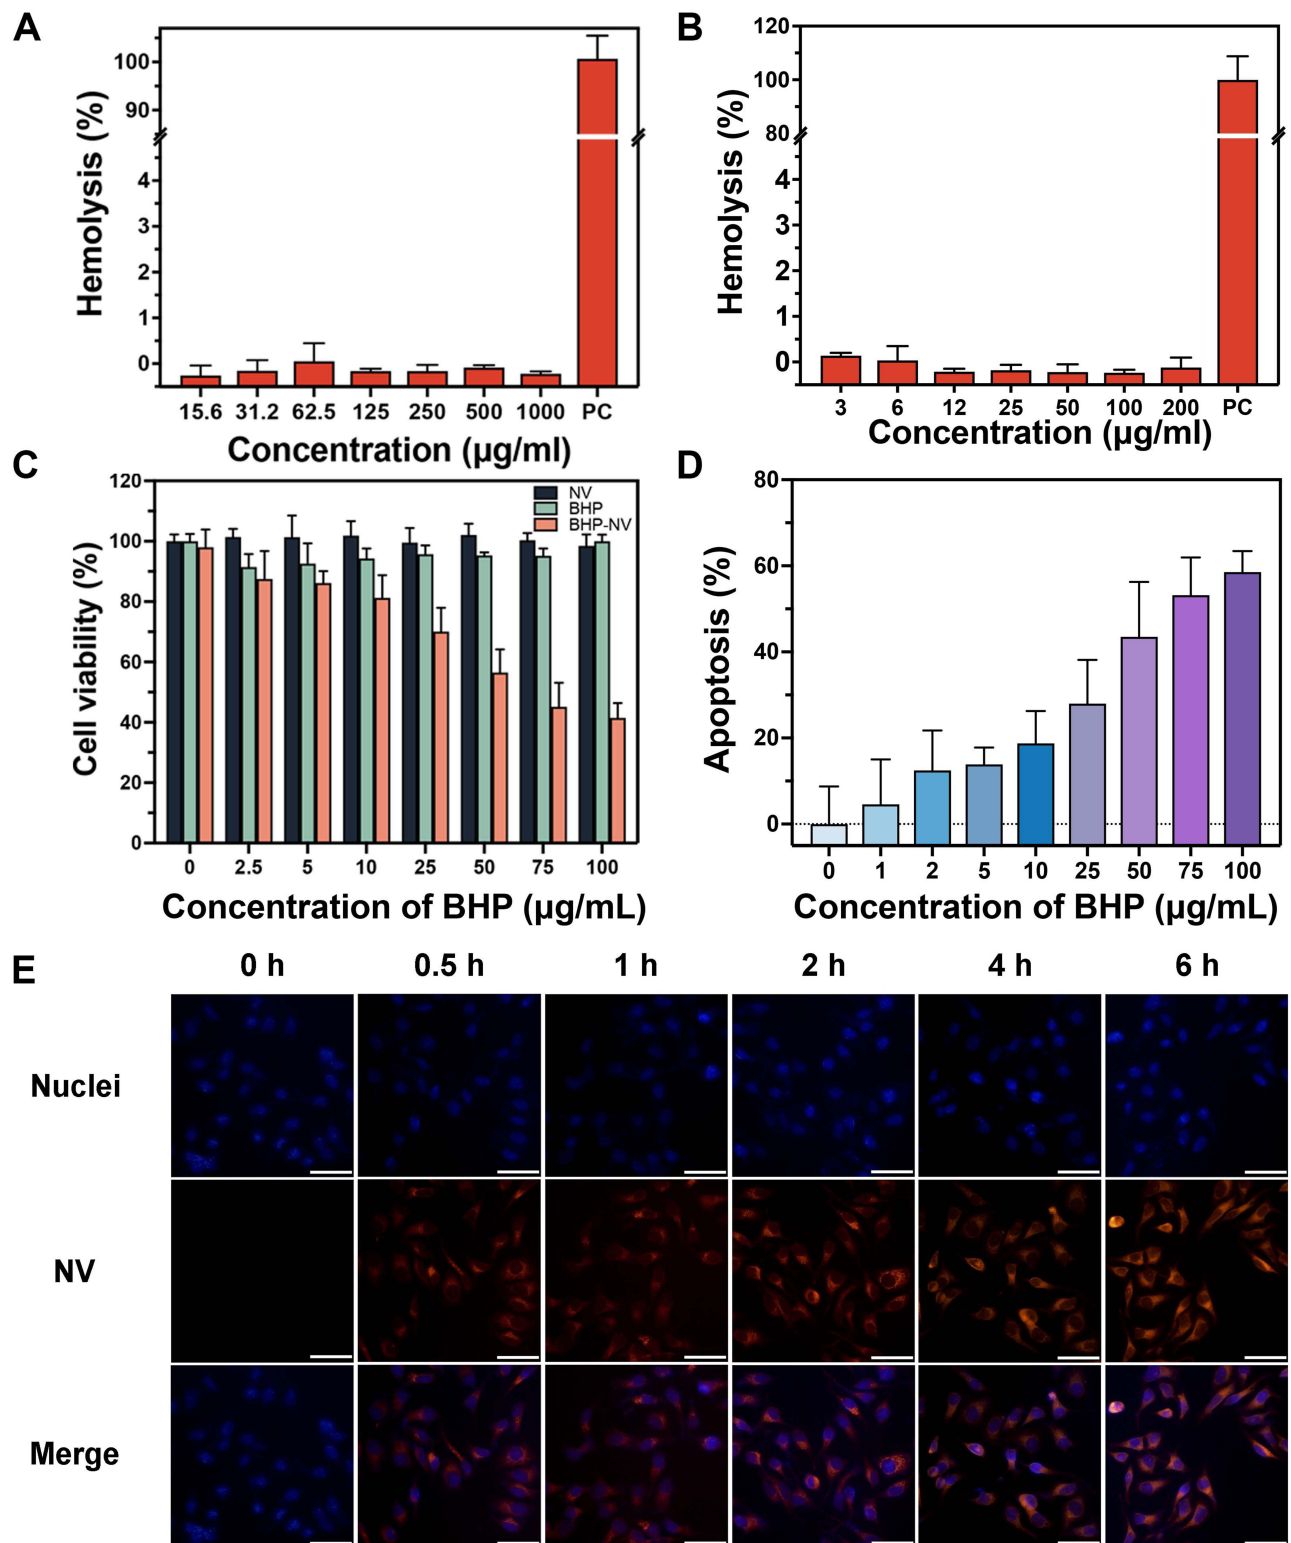 A
Hemolysis (%)
100
90
4
3
2
1
0
15.6 31.2 62.5 125 250 500 1000 PC
Concentration (μg/ml)
B
Hemolysis (%)
120
100
80
4
3
2
1
0
3 6 12 25 50 100 200 PC
Concentration (μg/ml)
C
Cell viability (%)
120
100
80
60
40
20
0
NV
BHP
BHP-NV
0 2.5 5 10 25 50 75 100
Concentration of BHP (μg/mL)
D
Apoptosis (%)
80
60
40
20
0
0 1 2 5 10 25 50 75 100
Concentration of BHP (μg/mL)
E
0 h 0.5 h 1 h 2 h 4 h 6 h
Nuclei
NV
Merge